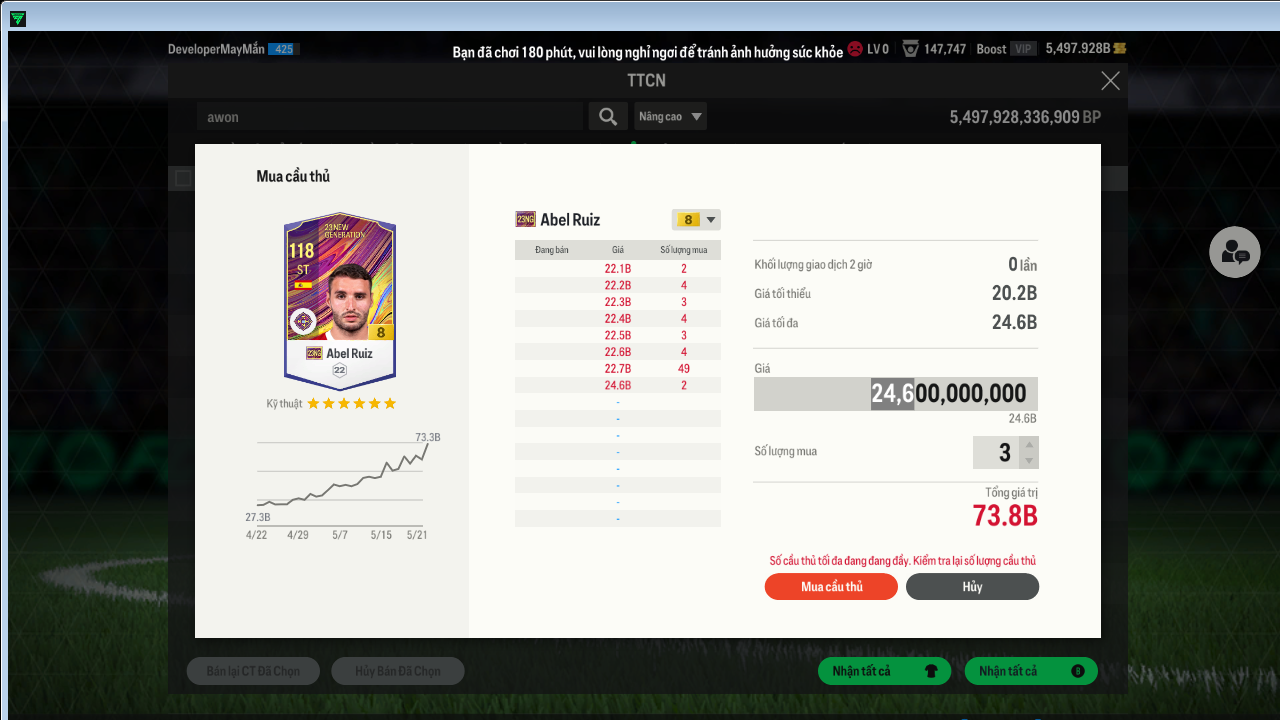 DeveloperMayMắn 425
Bạn đã chơi 180 phút, vui lòng nghỉ ngơi để tránh ảnh hưởng sức khỏe
LV 0
147,747
Boost VIP
5,497.928B
TTCN
awon
Nâng cao
5,497,928,336,909 BP
Mua cầu thủ
23 NEW
GENERATION
118
ST
8
23NG Abel Ruiz
22
Kỹ thuật
73.3B
27.3B
4/22 4/29 5/7 5/15 5/21
23NG Abel Ruiz 8
Đang bán Giá Số lượng mua
22.1B 2
22.2B 4
22.3B 3
22.4B 4
22.5B 3
22.6B 4
22.7B 49
24.6B 2
-
-
-
-
-
-
-
-
Khối lượng giao dịch 2 giờ 0 lần
Giá tối thiểu 20.2B
Giá tối đa 24.6B
Giá
24,600,000,000
24.6B
Số lượng mua 3
Tổng giá trị
73.8B
Số cầu thủ tối đa đang đang đầy. Kiểm tra lại số lượng cầu thủ
Mua cầu thủ Hủy
Bán lại CT Đã Chọn Hủy Bán Đã Chọn Nhận tất cả Nhận tất cả